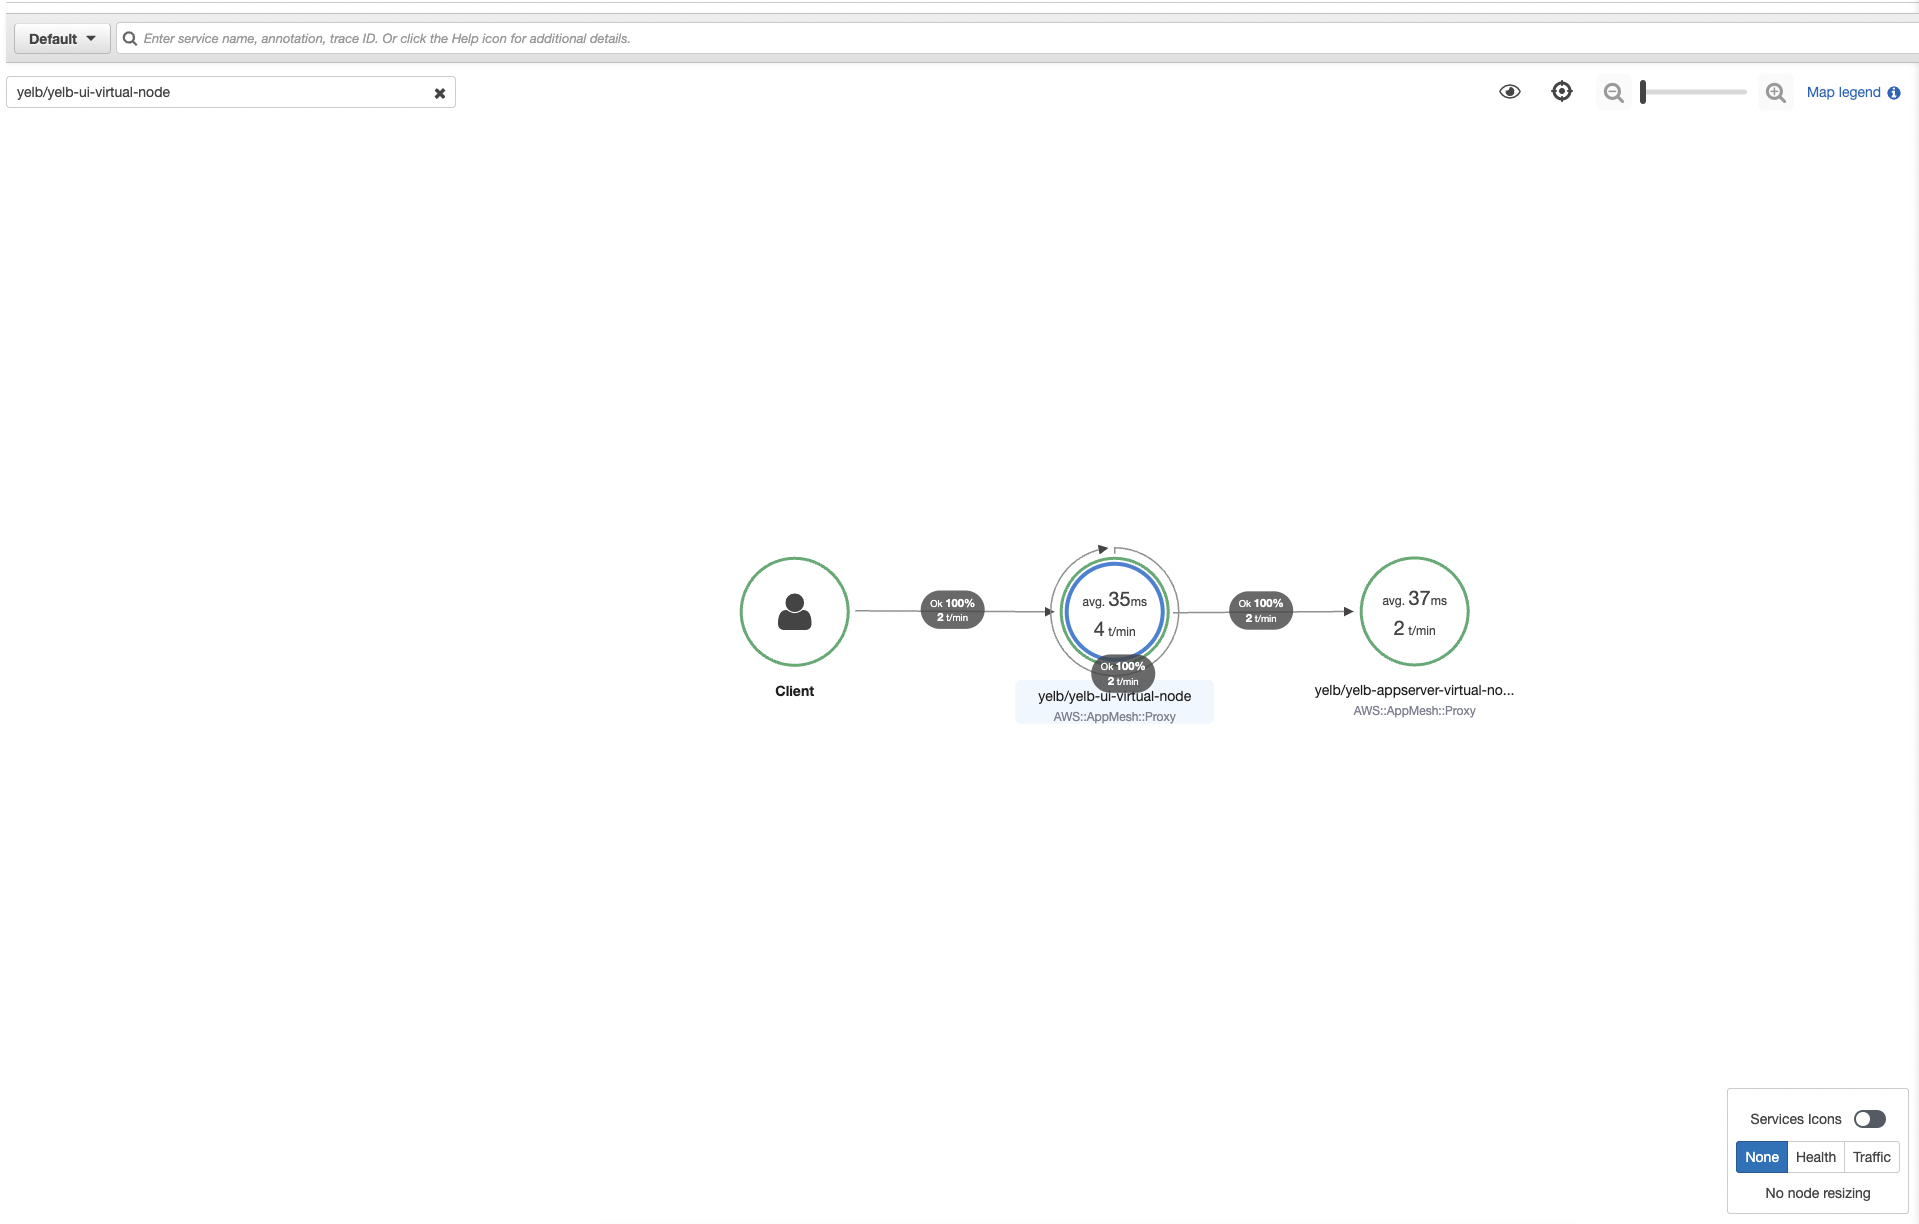 Default
Enter service name, annotation, trace ID. Or click the Help icon for additional details.
yelb/yelb-ui-virtual-node
Map legend
Ok 100%
2 t/min
avg. 35ms
4 t/min
Ok 100%
2 t/min
avg. 37ms
2 t/min
Ok 100%
2 t/min
Client
yelb/yelb-ui-virtual-node
AWS::AppMesh::Proxy
yelb/yelb-appserver-virtual-no...
AWS::AppMesh::Proxy
Services Icons
None Health Traffic
No node resizing